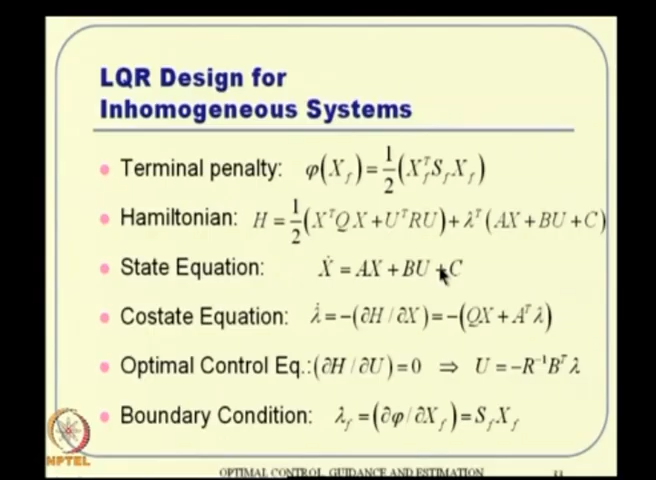 LQR Design for
Inhomogeneous Systems
Terminal penalty: φ(X_f) = 1/2 (X_f^T S_f X_f)
Hamiltonian: H = 1/2 (X^T Q X + U^T R U) + λ^T (AX + BU + C)
State Equation: Ẋ = AX + BU + C
Costate Equation: λ̇ = −(∂H / ∂X) = −(QX + A^T λ)
Optimal Control Eq.: (∂H / ∂U) = 0 ⇒ U = −R^−1 B^T λ
Boundary Condition: λ_f = (∂φ / ∂X_f) = S_f X_f
NPTEL
OPTIMAL CONTROL, GUIDANCE AND ESTIMATION